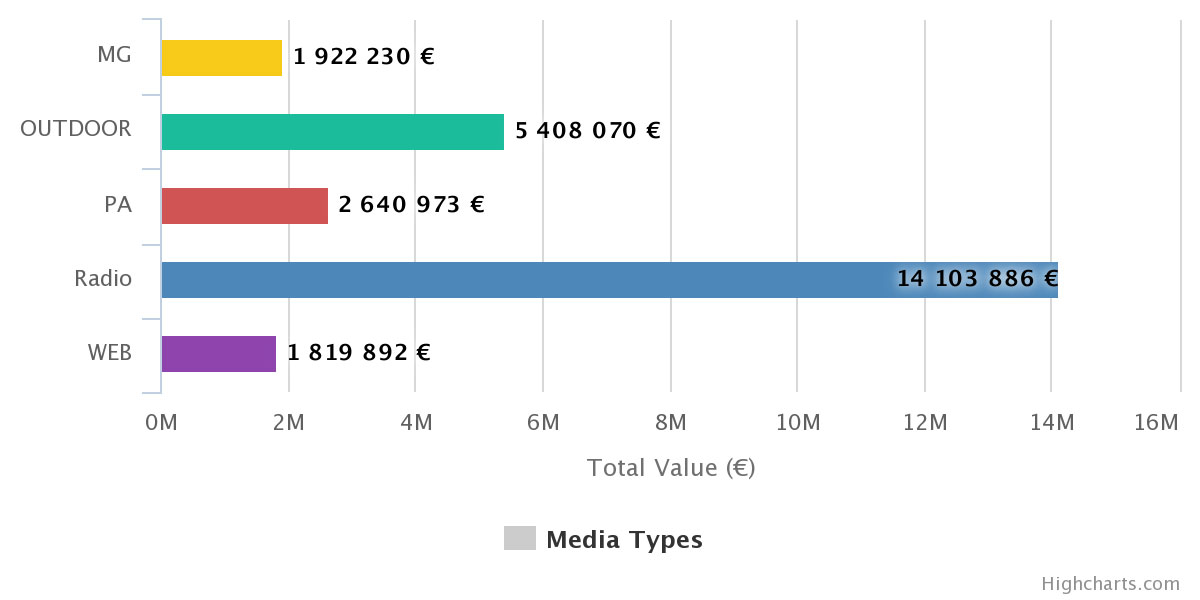 MG
1 922 230 €
OUTDOOR
5 408 070 €
PA
2 640 973 €
Radio
14 103 886 €
WEB
1 819 892 €
0M 2M 4M 6M 8M 10M 12M 14M 16M
Total Value (€)
Media Types
Highcharts.com